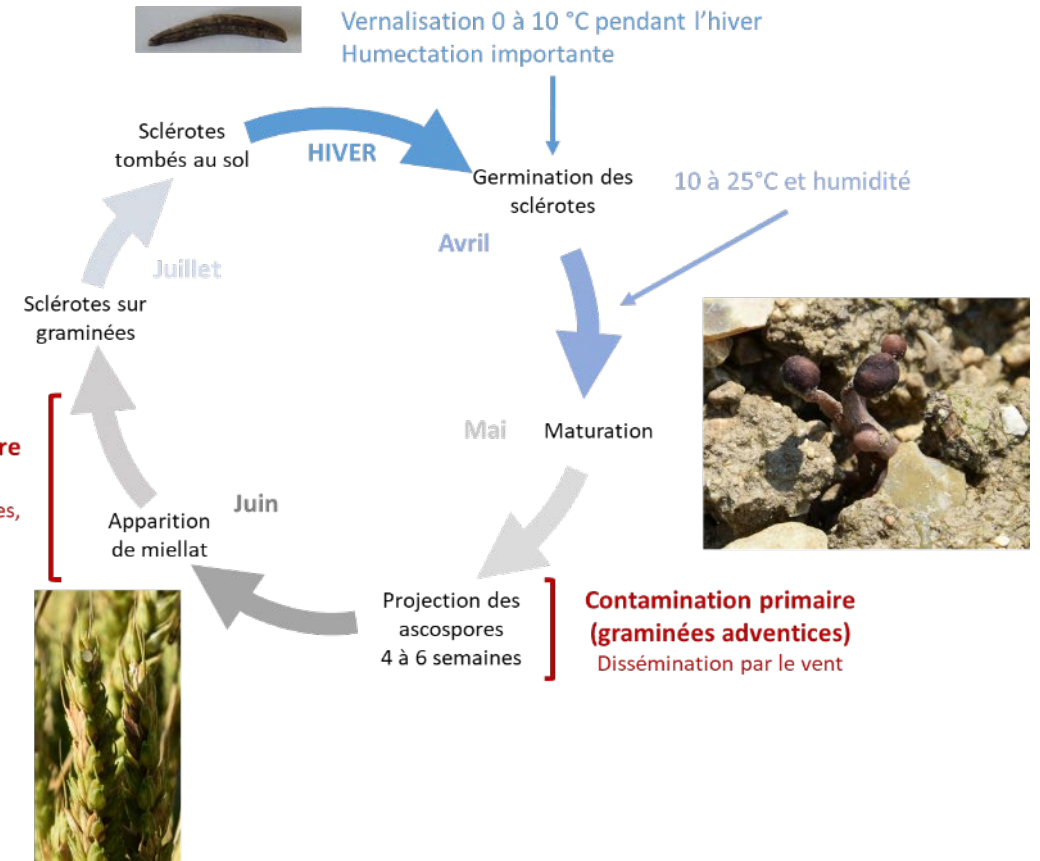 Vernalisation 0 à 10 °C pendant l’hiver
Humectation importante
Sclérotes
tombés au sol
HIVER
Germination des
sclérotes
10 à 25°C et humidité
Avril
Juillet
Sclérotes sur
graminées
Mai
Maturation
re
es,
Juin
Apparition
de miellat
Projection des
ascospores
4 à 6 semaines
Contamination primaire
(graminées adventices)
Dissémination par le vent